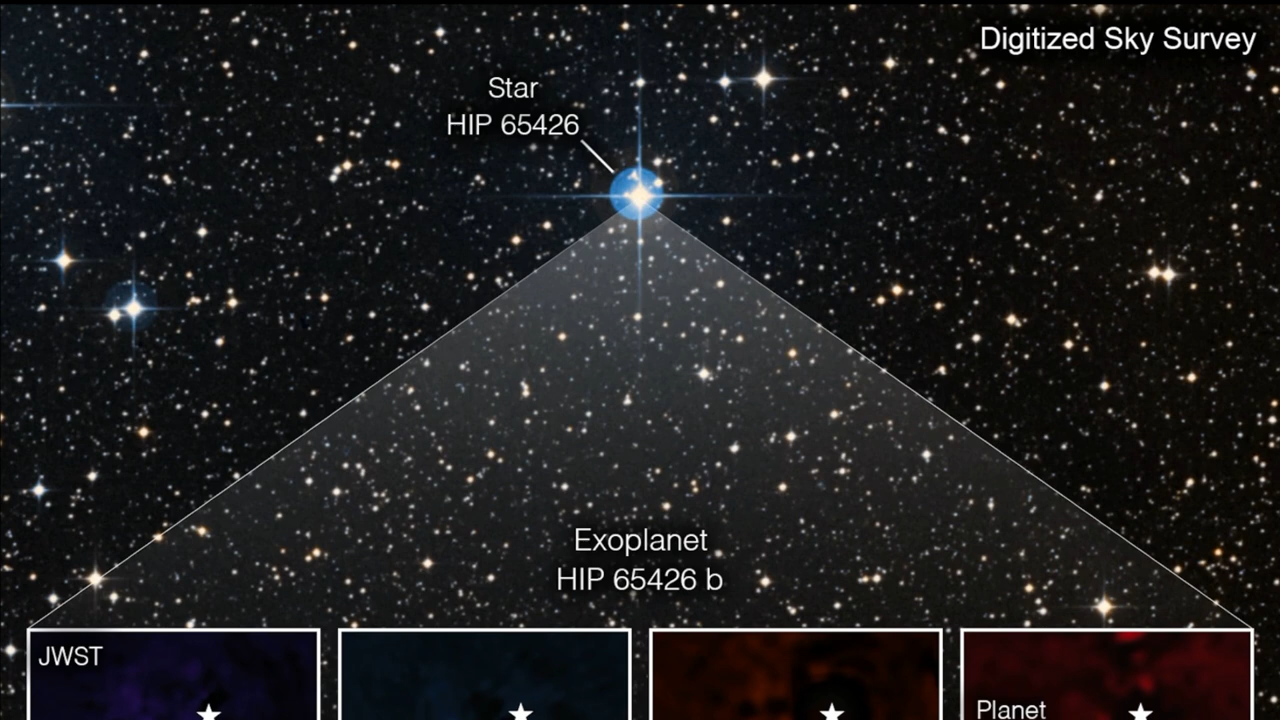 Digitized Sky Survey
Star
HIP 65426
Exoplanet
HIP 65426 b
JWST
Planet